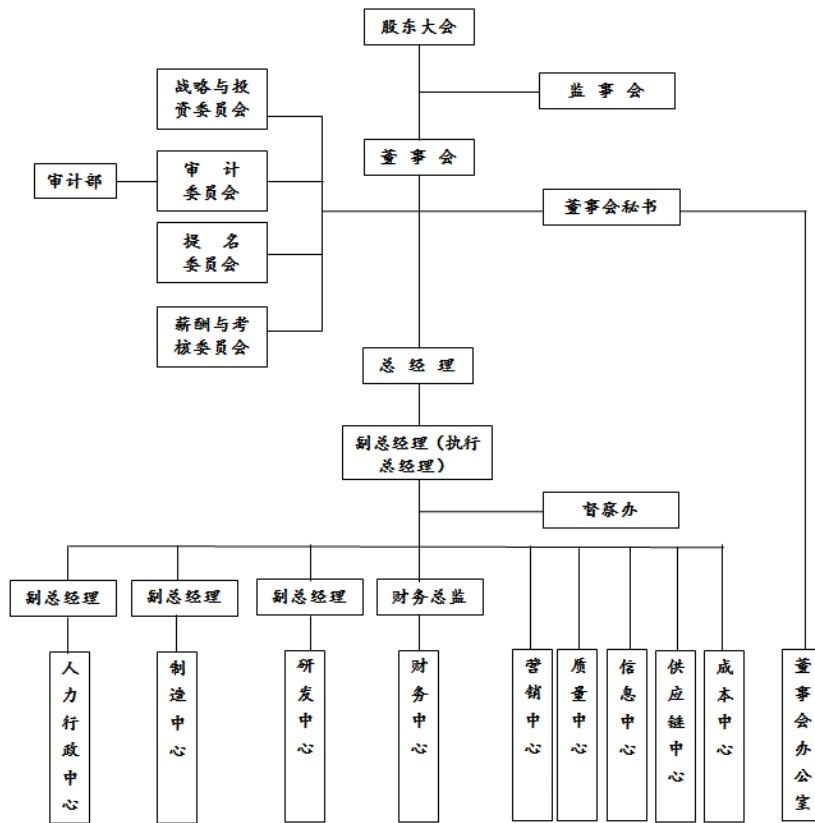 股东大会
战略与投
资委员会
监事会
董事会
审计部
审计
委员会
董事会秘书
提名
委员会
薪酬与考
核委员会
总经理
副总经理（执行
总经理）
督察办
副总经理
副总经理
副总经理
财务总监
人力行政中心
制造中心
研发中心
财务中心
营销中心
质量中心
信息中心
供应链中心
成本中心
董事会办公室